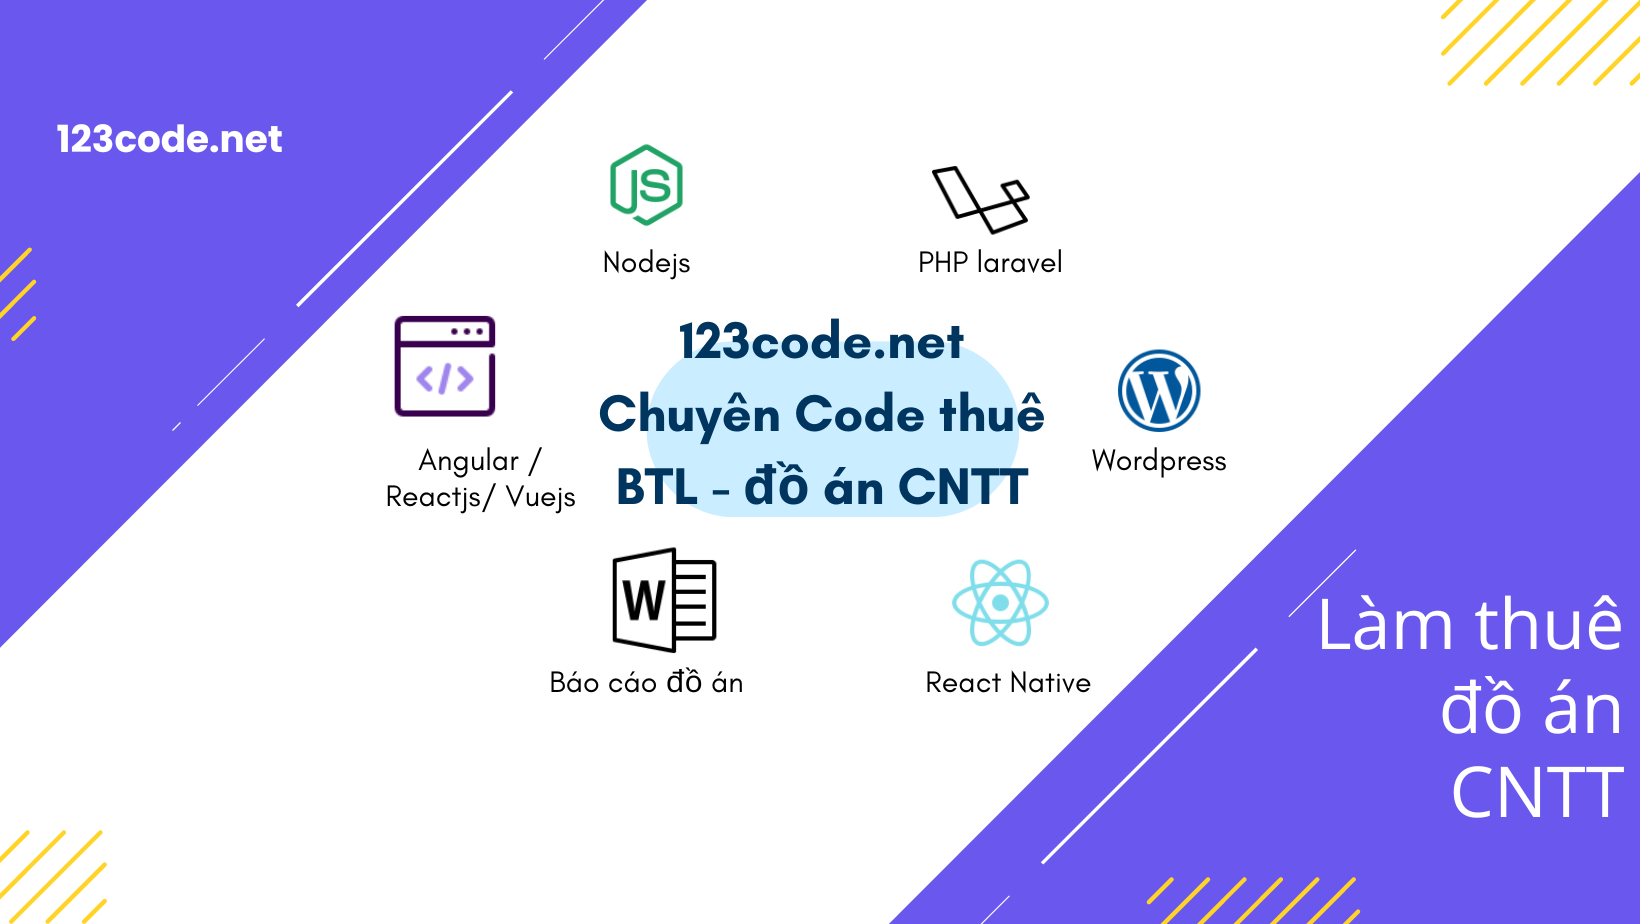 123code.net
Nodejs
PHP laravel
123code.net
Chuyên Code thuê
BTL - đồ án CNTT
Angular /
Reactjs/ Vuejs
Wordpress
Báo cáo đồ án
React Native
Làm thuê
đồ án
CNTT